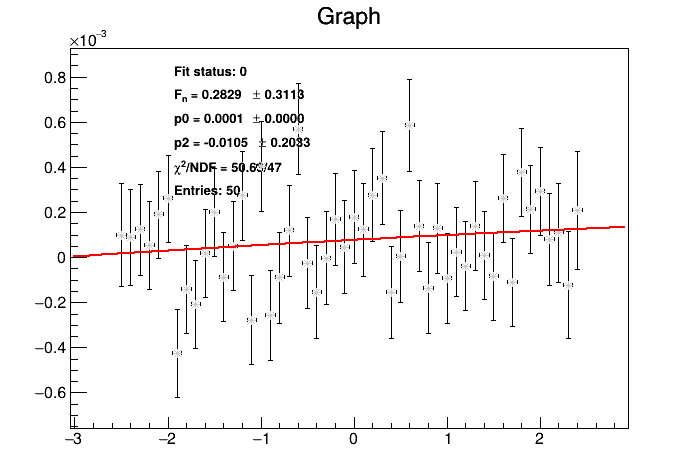 Graph
×10⁻³
Fit status: 0
Fₙ = 0.2829 ± 0.3113
p0 = 0.0001 ± 0.0000
p2 = -0.0105 ± 0.2033
χ²/NDF = 50.63/47
Entries: 50
0.8
0.6
0.4
0.2
0
−0.2
−0.4
−0.6
−3 −2 −1 0 1 2